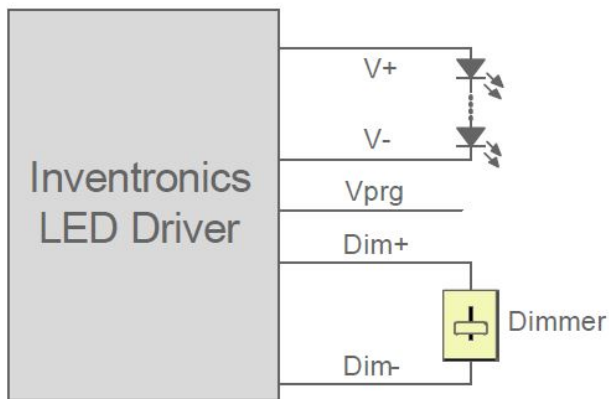 Inventronics
LED Driver
V+
V-
Vprg
Dim+
Dimmer
Dim-